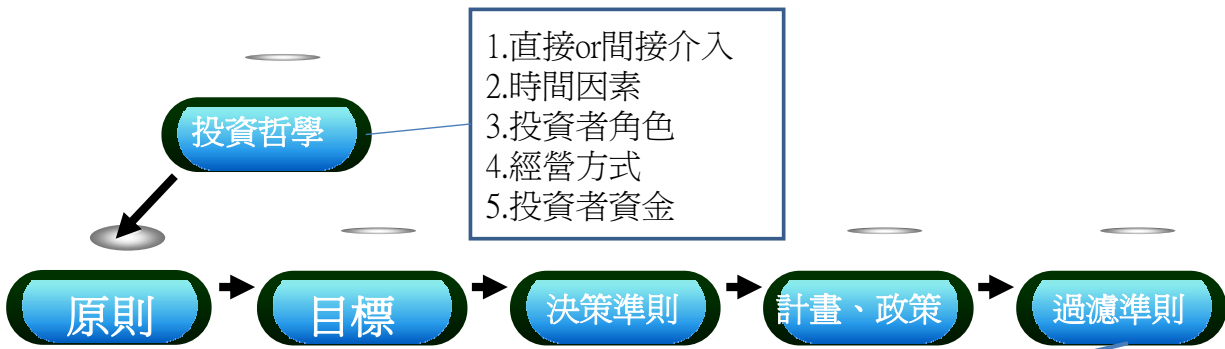 投資哲學
1.直接or間接介入
2.時間因素
3.投資者角色
4.經營方式
5.投資者資金
原則
目標
決策準則
計畫、政策
過濾準則